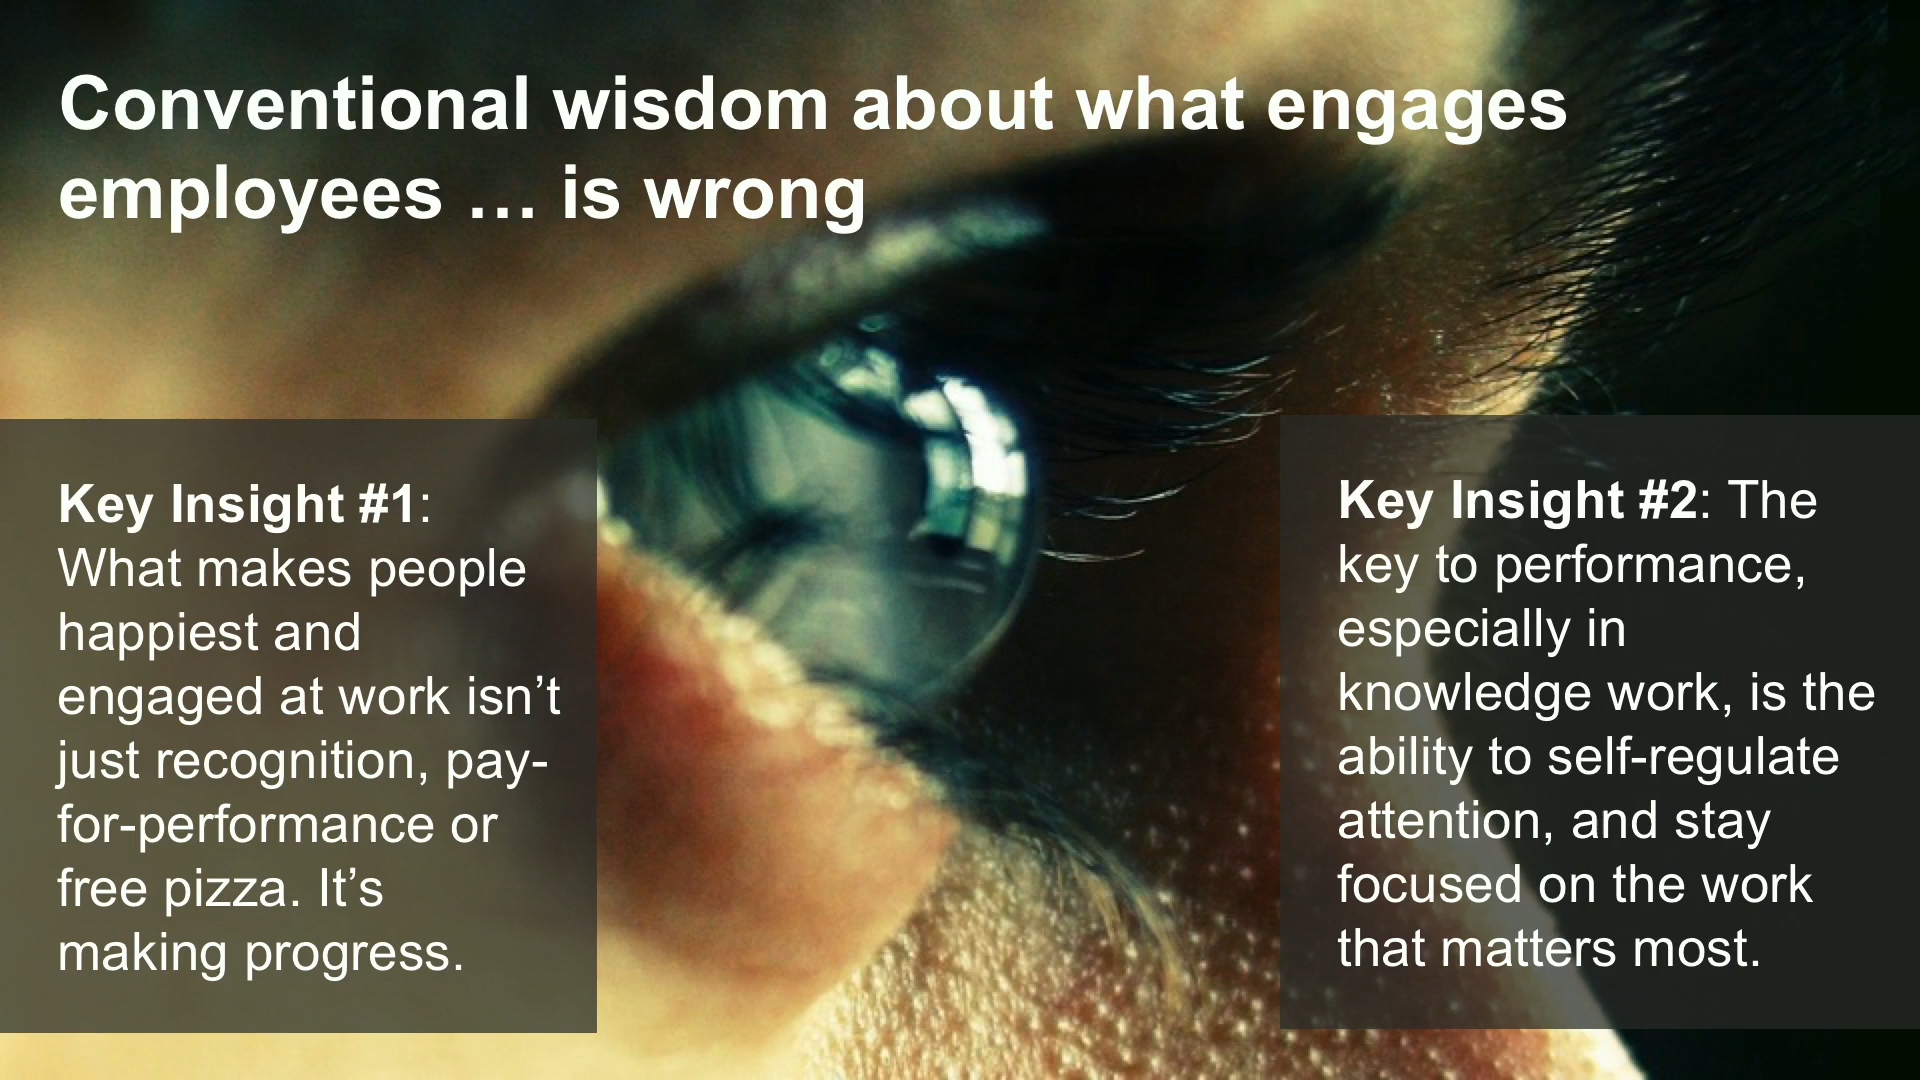 Conventional wisdom about what engages
employees … is wrong
Key Insight #1:
What makes people
happiest and
engaged at work isn’t
just recognition, pay-
for-performance or
free pizza. It’s
making progress.
Key Insight #2: The
key to performance,
especially in
knowledge work, is the
ability to self-regulate
attention, and stay
focused on the work
that matters most.